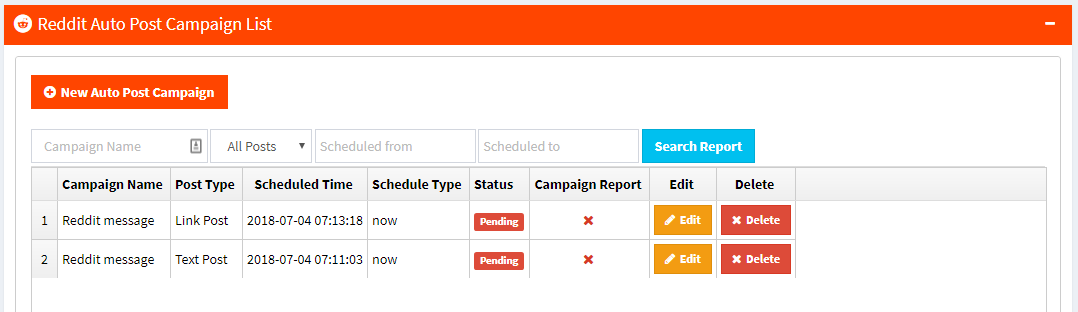 Reddit Auto Post Campaign List
New Auto Post Campaign
Campaign Name All Posts Scheduled from Scheduled to Search Report
Campaign Name Post Type Scheduled Time Schedule Type Status Campaign Report Edit Delete
1 Reddit message Link Post 2018-07-04 07:13:18 now Pending Edit Delete
2 Reddit message Text Post 2018-07-04 07:11:03 now Pending Edit Delete